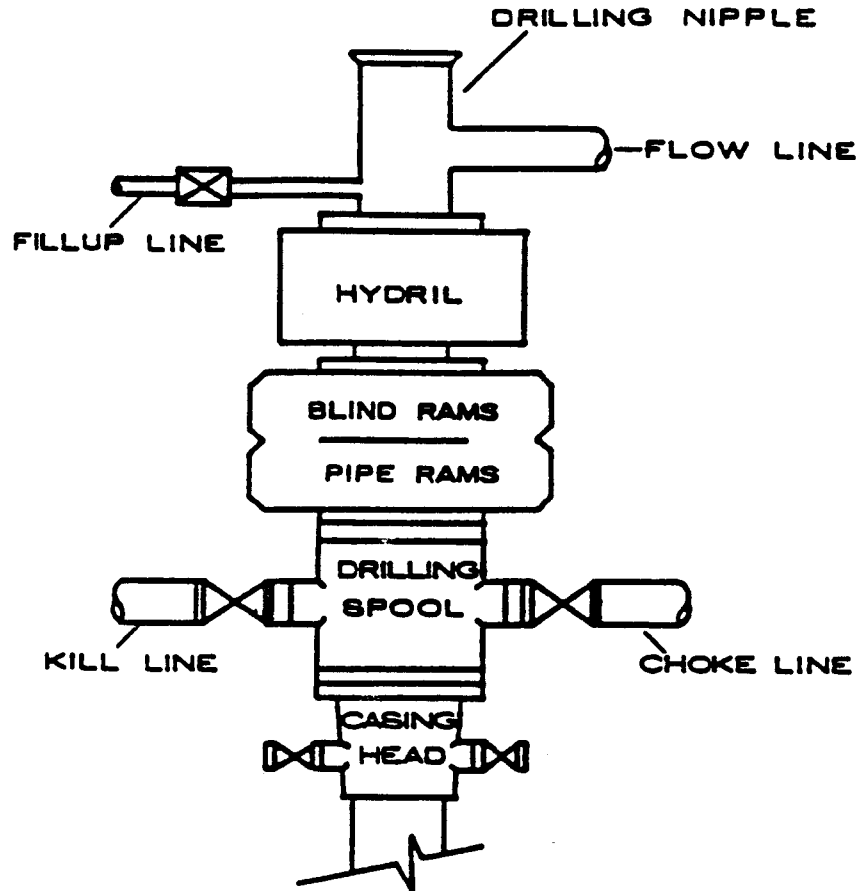 DRILLING NIPPLE
FLOW LINE
FILLUP LINE
HYDRIL
BLIND RAMS
PIPE RAMS
DRILLING
SPOOL
KILL LINE
CHOKE LINE
CASING
HEAD